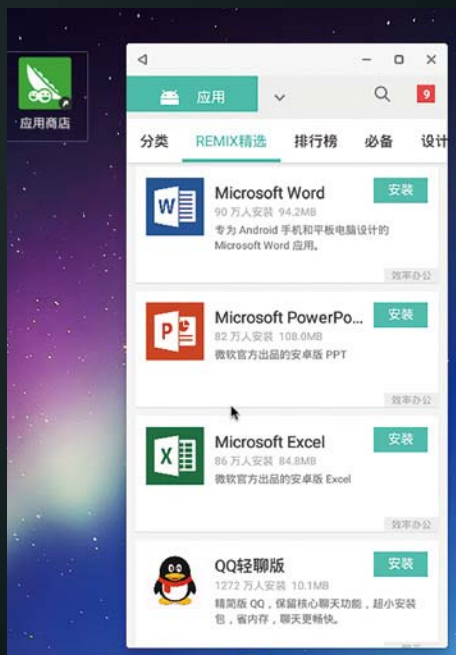 应用商店
应用
9
分类 REMIX精选 排行榜 必备 设计
Microsoft Word
安装
90 万人安装 94.2MB
专为 Android 手机和平板电脑设计的
Microsoft Word 应用。
效率办公
Microsoft PowerPo...
安装
82 万人安装 108.0MB
微软官方出品的安卓版 PPT
效率办公
Microsoft Excel
安装
86 万人安装 84.8MB
微软官方出品的安卓版 Excel
效率办公
QQ轻聊版
安装
1272 万人安装 10.1MB
精简版 QQ，保留核心聊天功能，超小安装
包，省内存，聊天更畅快。